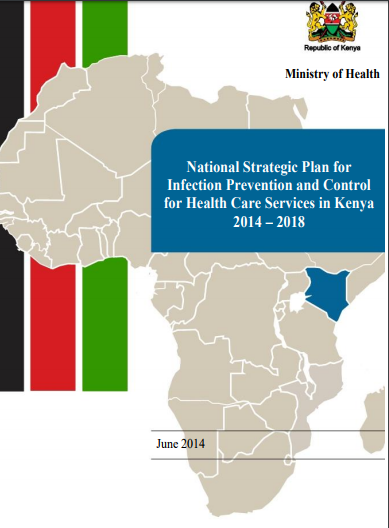 Republic of Kenya
Ministry of Health
National Strategic Plan for
Infection Prevention and Control
for Health Care Services in Kenya
2014 – 2018
June 2014